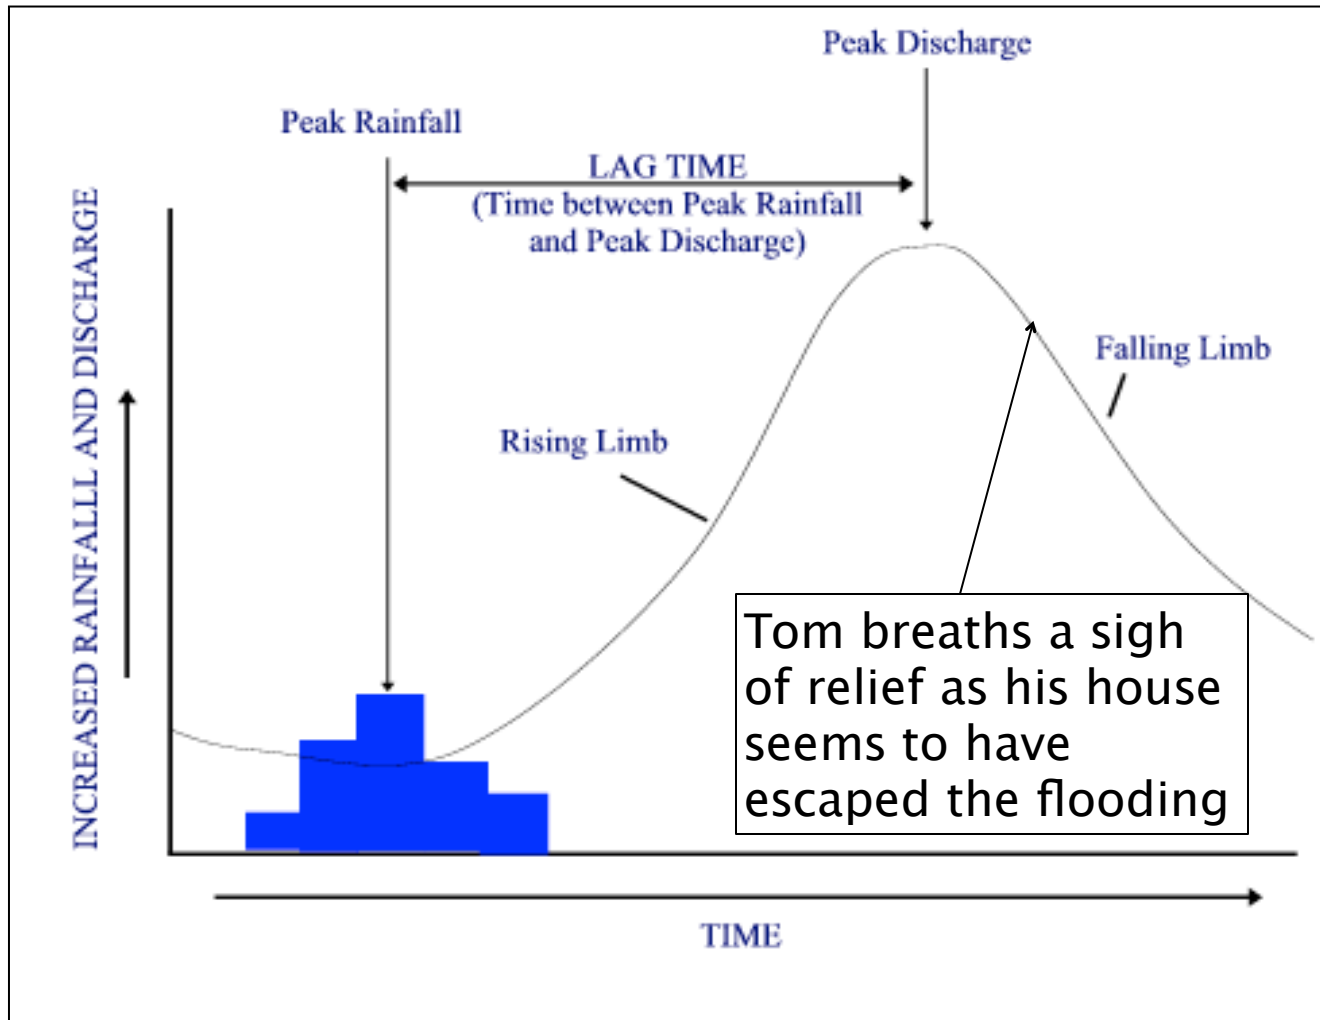 Peak Discharge
Peak Rainfall
LAG TIME
(Time between Peak Rainfall
and Peak Discharge)
INCREASED RAINFALLL AND DISCHARGE
Falling Limb
Rising Limb
Tom breaths a sigh
of relief as his house
seems to have
escaped the flooding
TIME